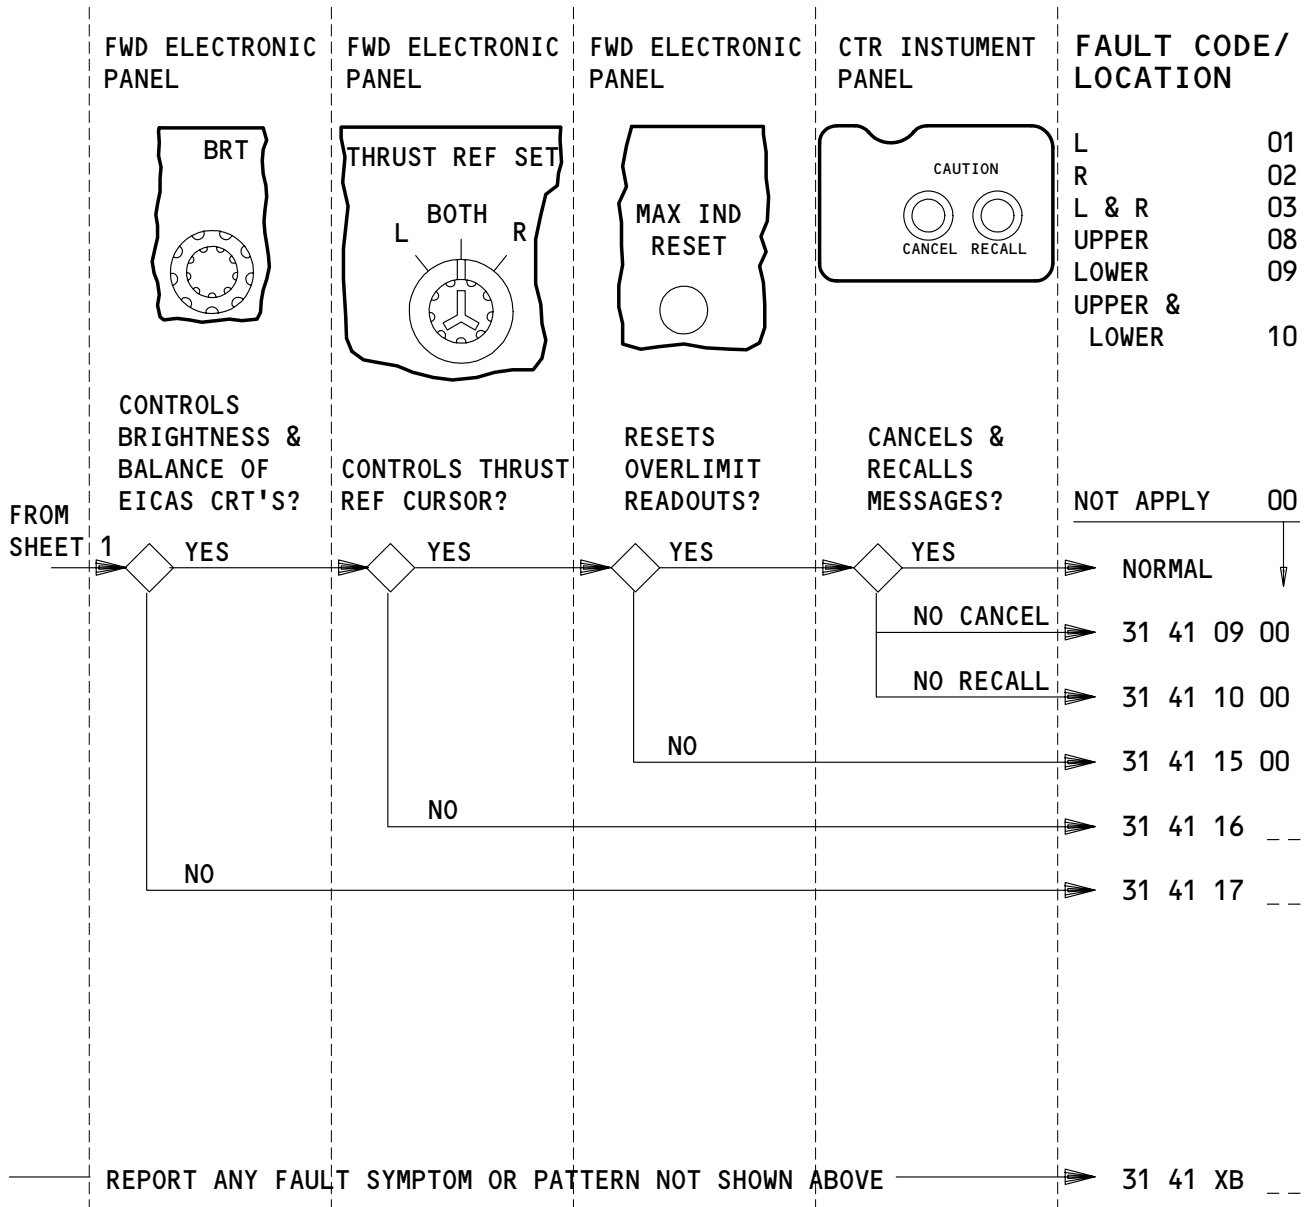 FWD ELECTRONIC
PANEL
BRT
CONTROLS
BRIGHTNESS &
BALANCE OF
EICAS CRT'S?
FWD ELECTRONIC
PANEL
THRUST REF SET
BOTH
L
R
CONTROLS THRUST
REF CURSOR?
FWD ELECTRONIC
PANEL
MAX IND
RESET
RESETS
OVERLIMIT
READOUTS?
CTR INSTUMENT
PANEL
CAUTION
CANCEL RECALL
CANCELS &
RECALLS
MESSAGES?
FAULT CODE/
LOCATION
L 01
R 02
L & R 03
UPPER 08
LOWER 09
UPPER &
LOWER 10
NOT APPLY 00
FROM
SHEET 1
YES
YES
YES
YES
NORMAL
NO CANCEL
31 41 09 00
NO RECALL
31 41 10 00
NO
31 41 15 00
NO
31 41 16 _ _
NO
31 41 17 _ _
REPORT ANY FAULT SYMPTOM OR PATTERN NOT SHOWN ABOVE
31 41 XB _ _